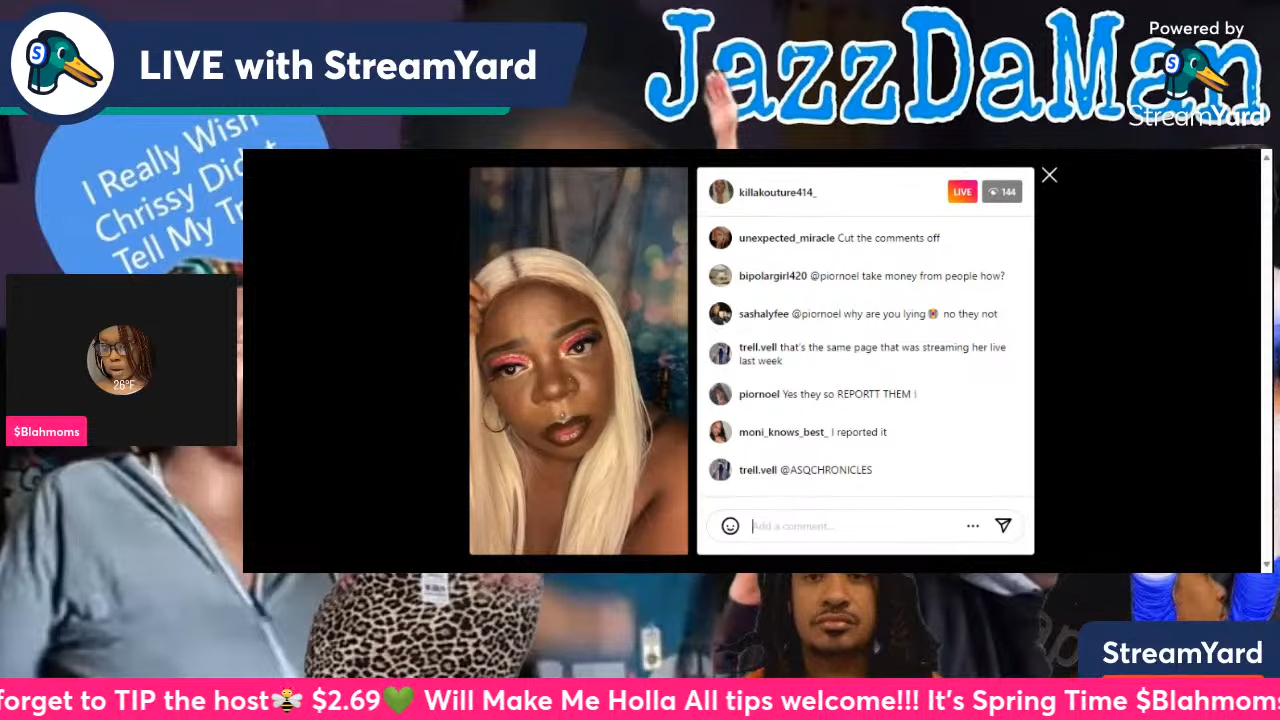 LIVE with StreamYard
JazzDaMan
Powered by
StreamYard
I Really Wish
Chrissy
Tell My
killakouture414_
LIVE
144
unexpected_miracle Cut the comments off
bipolargirl420 @piornoel take money from people how?
sashalyfee @piornoel why are you lying no they not
trell.vell that's the same page that was streaming her live
last week
piornoel Yes they so REPORTT THEM !
moni_knows_best_ I reported it
trell.vell @ASQCHRONICLES
Add a comment...
26°F
$Blahmoms
StreamYard
forget to TIP the host🐝 $2.69💚 Will Make Me Holla All tips welcome!!! It's Spring Time $Blahmoms